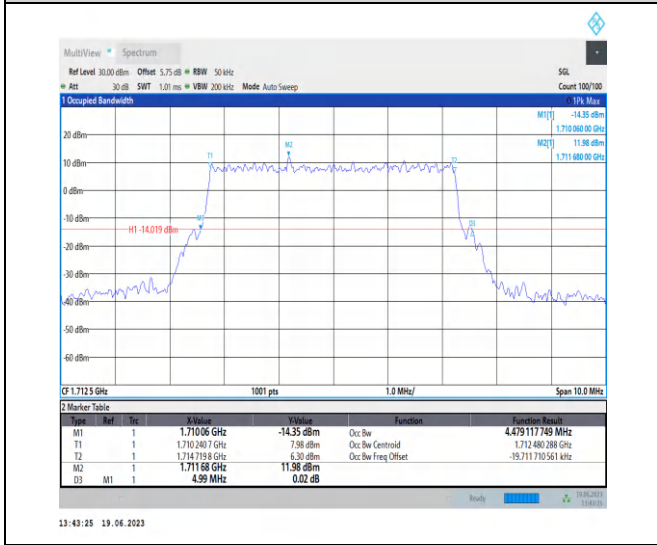 MultiView Spectrum
Ref Level 30.00 dBm Offset 5.75 dB RBW 50 kHz SGL
Att 30 dB SWT 1.01 ms VBW 200 kHz Mode Auto Sweep Count 100/100
1 Occupied Bandwidth 1Pk Max
M1[1] -14.35 dBm
1.710 060 00 GHz
M2[1] 11.98 dBm
1.711 680 00 GHz
20 dBm
M2
T1
T2
10 dBm
0 dBm
-10 dBm
M1
D3
H1 -14.019 dBm
-20 dBm
-30 dBm
-40 dBm
-50 dBm
-60 dBm
CF 1.712 5 GHz 1001 pts 1.0 MHz/ Span 10.0 MHz
2 Marker Table
Type Ref Trc X-Value Y-Value Function Function Result
M1 1 1.710 06 GHz -14.35 dBm Occ Bw 4.479 117 749 MHz
T1 1 1.710 240 7 GHz 7.98 dBm Occ Bw Centroid 1.712 480 288 GHz
T2 1 1.714 719 8 GHz 6.30 dBm Occ Bw Freq Offset -19.711 710 561 kHz
M2 1 1.711 68 GHz 11.98 dBm
D3 M1 1 4.99 MHz 0.02 dB
Ready 19.06.2023
13:43:25
13:43:25 19.06.2023